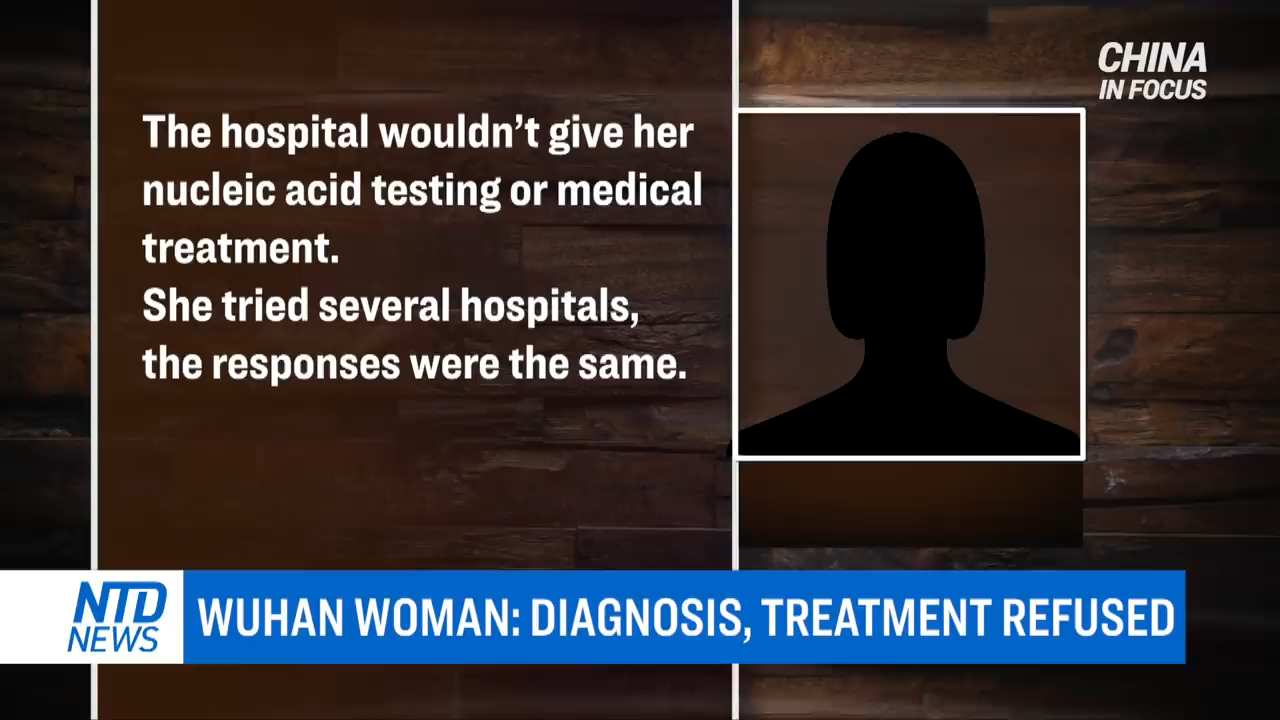 CHINA
IN FOCUS
The hospital wouldn’t give her
nucleic acid testing or medical
treatment.
She tried several hospitals,
the responses were the same.
NTD
NEWS
WUHAN WOMAN: DIAGNOSIS, TREATMENT REFUSED